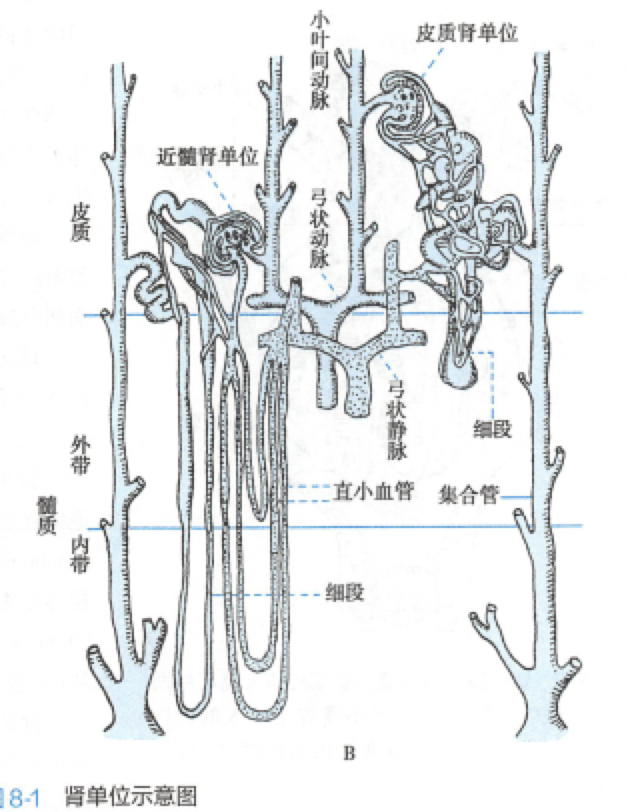 小叶间动脉
皮质肾单位
近髓肾单位
皮质
弓状动脉
弓状静脉
细段
外带
髓质
直小血管
集合管
内带
细段
B
8-1 肾单位示意图